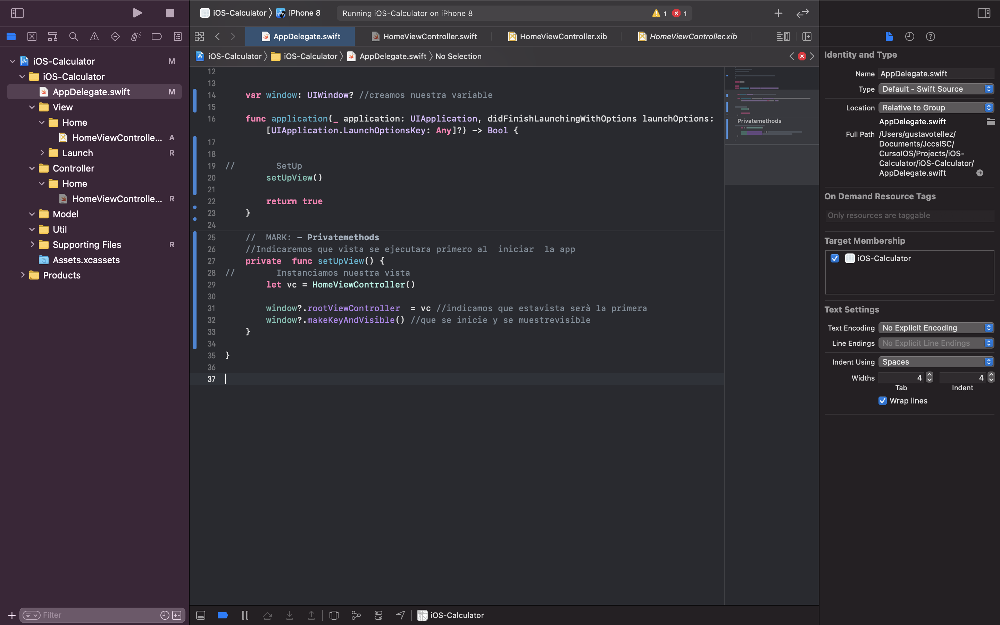 iOS-Calculator
iPhone 8
Running iOS-Calculator on iPhone 8
1
1
AppDelegate.swift
HomeViewController.swift
HomeViewController.xib
HomeViewController.xib
iOS-Calculator
iOS-Calculator
AppDelegate.swift
No Selection
iOS-Calculator M
iOS-Calculator
AppDelegate.swift M
View
Home
HomeViewControlle... A
Launch R
Controller
Home
HomeViewControlle... R
Model
Util
Supporting Files R
Assets.xcassets
Products
Filter
12
13
14 var window: UIWindow? //creamos nuestra variable
15
16 func application(_ application: UIApplication, didFinishLaunchingWithOptions launchOptions:
[UIApplication.LaunchOptionsKey: Any]?) -> Bool {
17
18
19 // SetUp
20 setUpView()
21
22 return true
23 }
24
25 // MARK: - Privatemethods
26 //Indicaremos que vista se ejecutara primero al iniciar la app
27 private func setUpView() {
28 // Instanciamos nuestra vista
29 let vc = HomeViewController()
30
31 window?.rootViewController = vc //indicamos que estavista serà la primera
32 window?.makeKeyAndVisible() //que se inicie y se muestrevisible
33 }
34
35 }
36
37
Privatemethods
iOS-Calculator
Identity and Type
Name AppDelegate.swift
Type Default - Swift Source
Location Relative to Group
AppDelegate.swift
Full Path /Users/gustavotellez/
Documents/JccsISC/
CursoIOS/Projects/iOS-
Calculator/iOS-Calculator/
AppDelegate.swift
On Demand Resource Tags
Only resources are taggable
Target Membership
iOS-Calculator
Text Settings
Text Encoding No Explicit Encoding
Line Endings No Explicit Line Endings
Indent Using Spaces
Widths 4 4
Tab Indent
Wrap lines